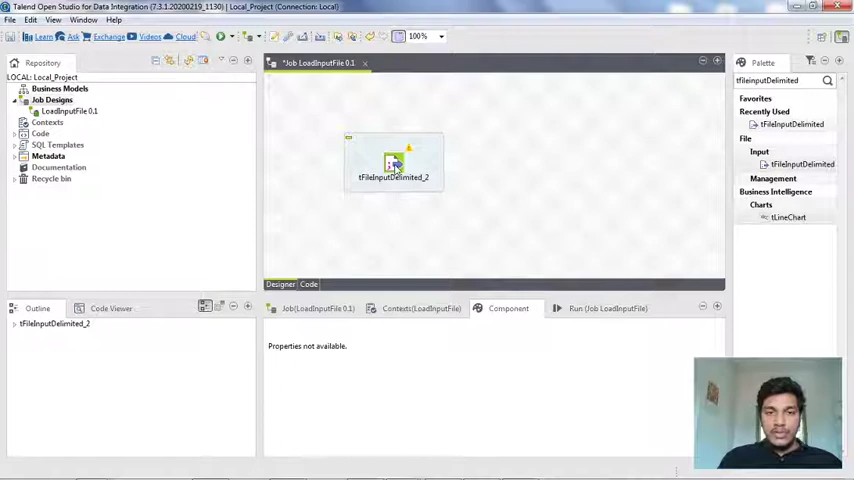 Talend Open Studio for Data Integration (7.3.1.20200219_1130) | Local_Project (Connection: Local)
File Edit View Window Help
Learn Ask Exchange Videos Cloud 100%
Repository
LOCAL: Local_Project
Business Models
Job Designs
LoadInputFile 0.1
Contexts
Code
SQL Templates
Metadata
Documentation
Recycle bin
*Job LoadInputFile 0.1
tFileInputDelimited_2
Designer Code
Palette
tfileinputDelimited
Favorites
Recently Used
tFileInputDelimited
File
Input
tFileInputDelimited
Management
Business Intelligence
Charts
tLineChart
Outline Code Viewer
tFileInputDelimited_2
Job(LoadInputFile 0.1) Contexts(LoadInputFile) Component Run (Job LoadInputFile)
Properties not available.